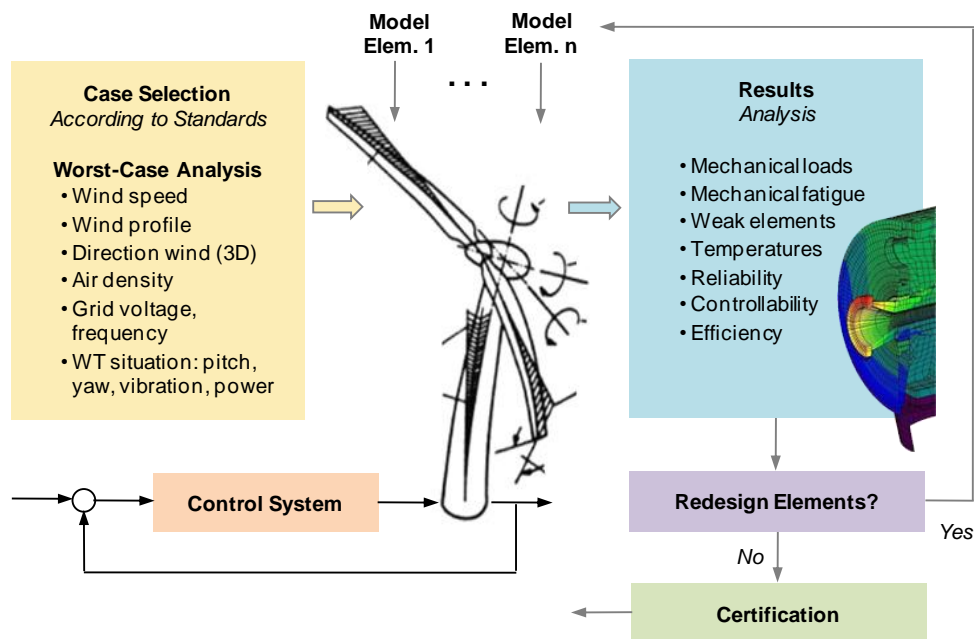 Model
Elem. 1
Model
Elem. n
. . .
Case Selection
According to Standards
Worst-Case Analysis
• Wind speed
• Wind profile
• Direction wind (3D)
• Air density
• Grid voltage,
frequency
• WT situation: pitch,
yaw, vibration, power
Results
Analysis
• Mechanical loads
• Mechanical fatigue
• Weak elements
• Temperatures
• Reliability
• Controllability
• Efficiency
Control System
Redesign Elements?
Yes
No
Certification